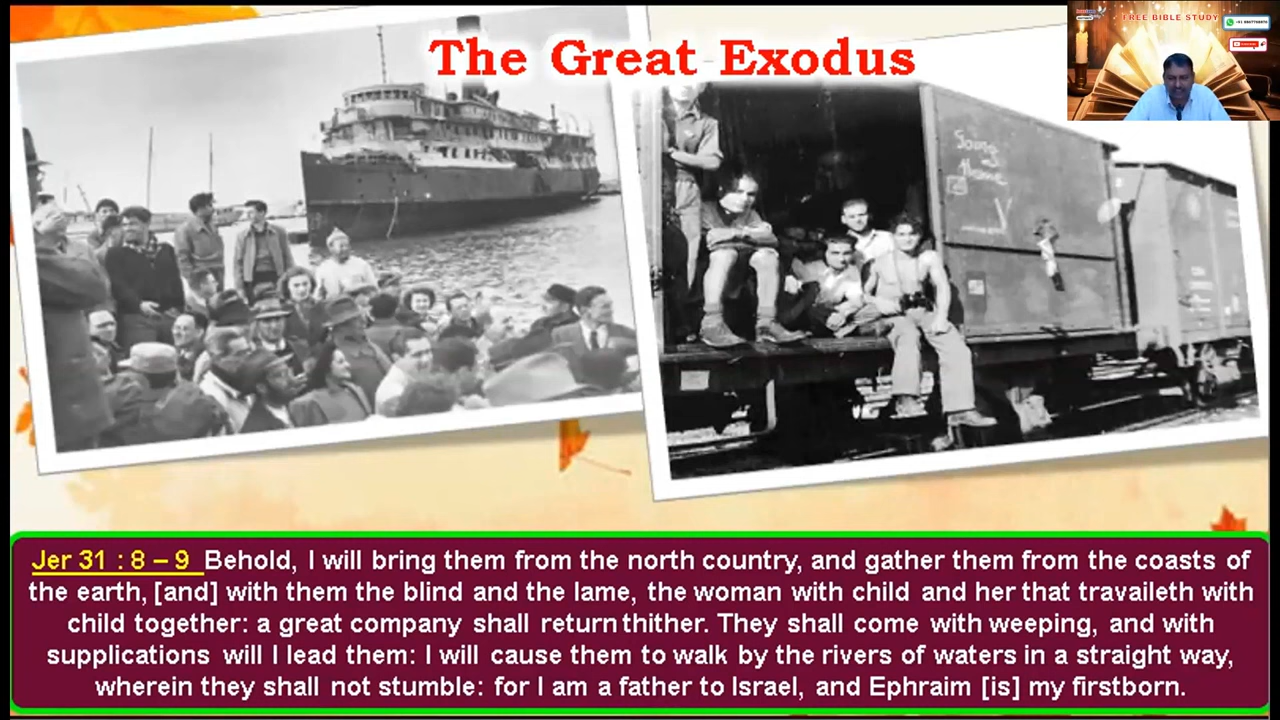 The Great Exodus
FREE BIBLE STUDY
Jer 31 : 8 – 9 Behold, I will bring them from the north country, and gather them from the coasts of
the earth, [and] with them the blind and the lame, the woman with child and her that travaileth with
child together: a great company shall return thither. They shall come with weeping, and with
supplications will I lead them: I will cause them to walk by the rivers of waters in a straight way,
wherein they shall not stumble: for I am a father to Israel, and Ephraim [is] my firstborn.